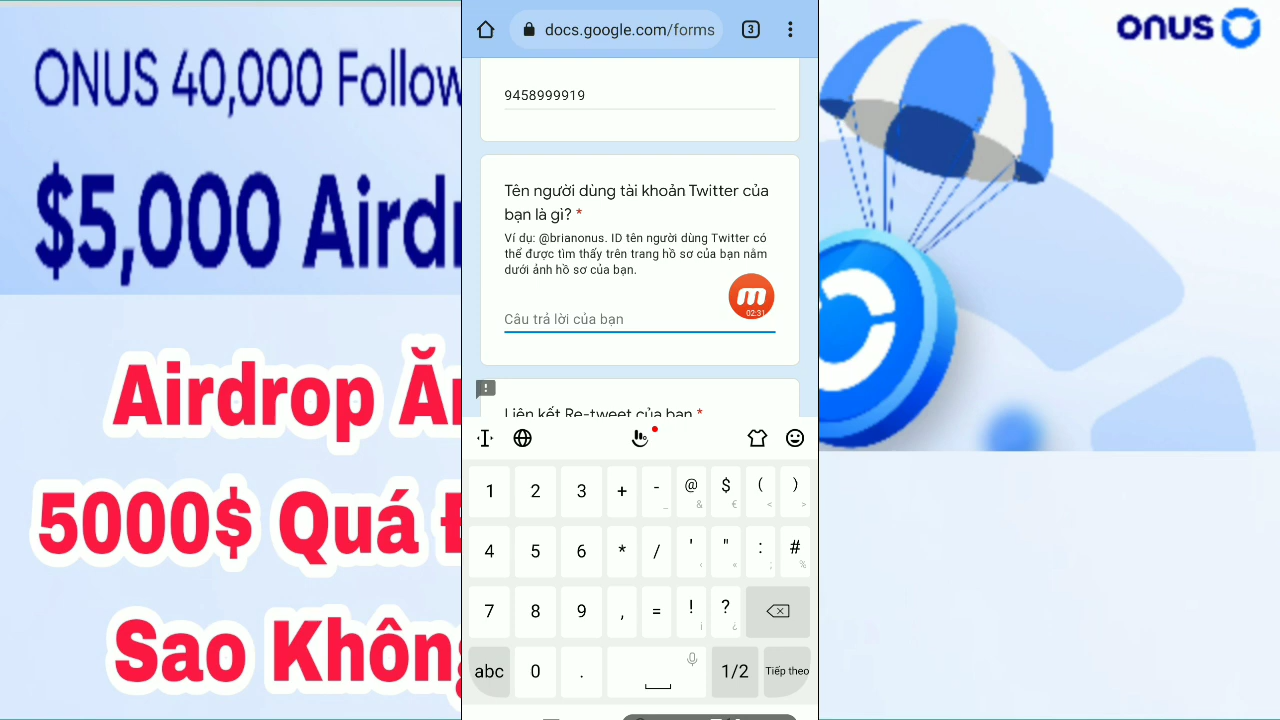 ONUS 40,000 Follow
$5,000 Aird
Airdrop
5000$ Quá
Sao Không
docs.google.com/forms
3
9458999919
Tên người dùng tài khoản Twitter của
bạn là gì? *
Ví dụ: @brianonus. ID tên người dùng Twitter có
thể được tìm thấy trên trang hồ sơ của bạn nằm
dưới ảnh hồ sơ của bạn.
02:31
Câu trả lời của bạn
Liên kết Re-tweet của bạn *
1 2 3 + - _ @ & $ € ( < ) >
4 5 6 * / ' ‹ " « : ; # %
7 8 9 , = ! ¡ ? ¿
abc 0 . 1/2 Tiếp theo
onus